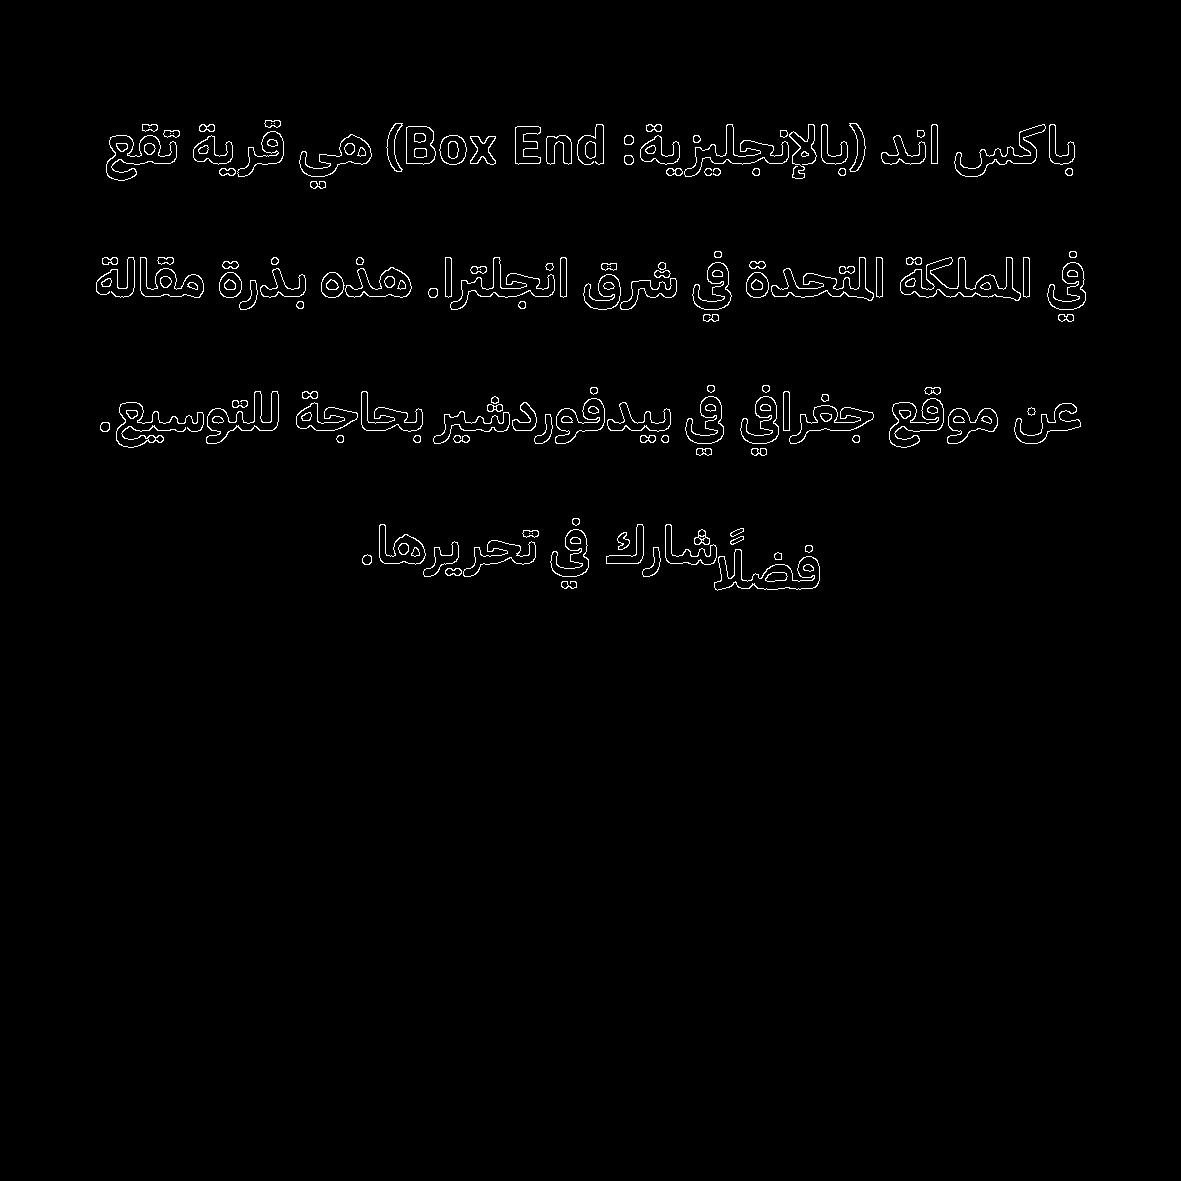 باكس اند (بالإنجليزية: Box End) هي قرية تقع
في المملكة المتحدة في شرق انجلترا. هذه بذرة مقالة
عن موقع جغرافي في بيدفوردشير بحاجة للتوسيع.
فضلًا شارك في تحريرها.